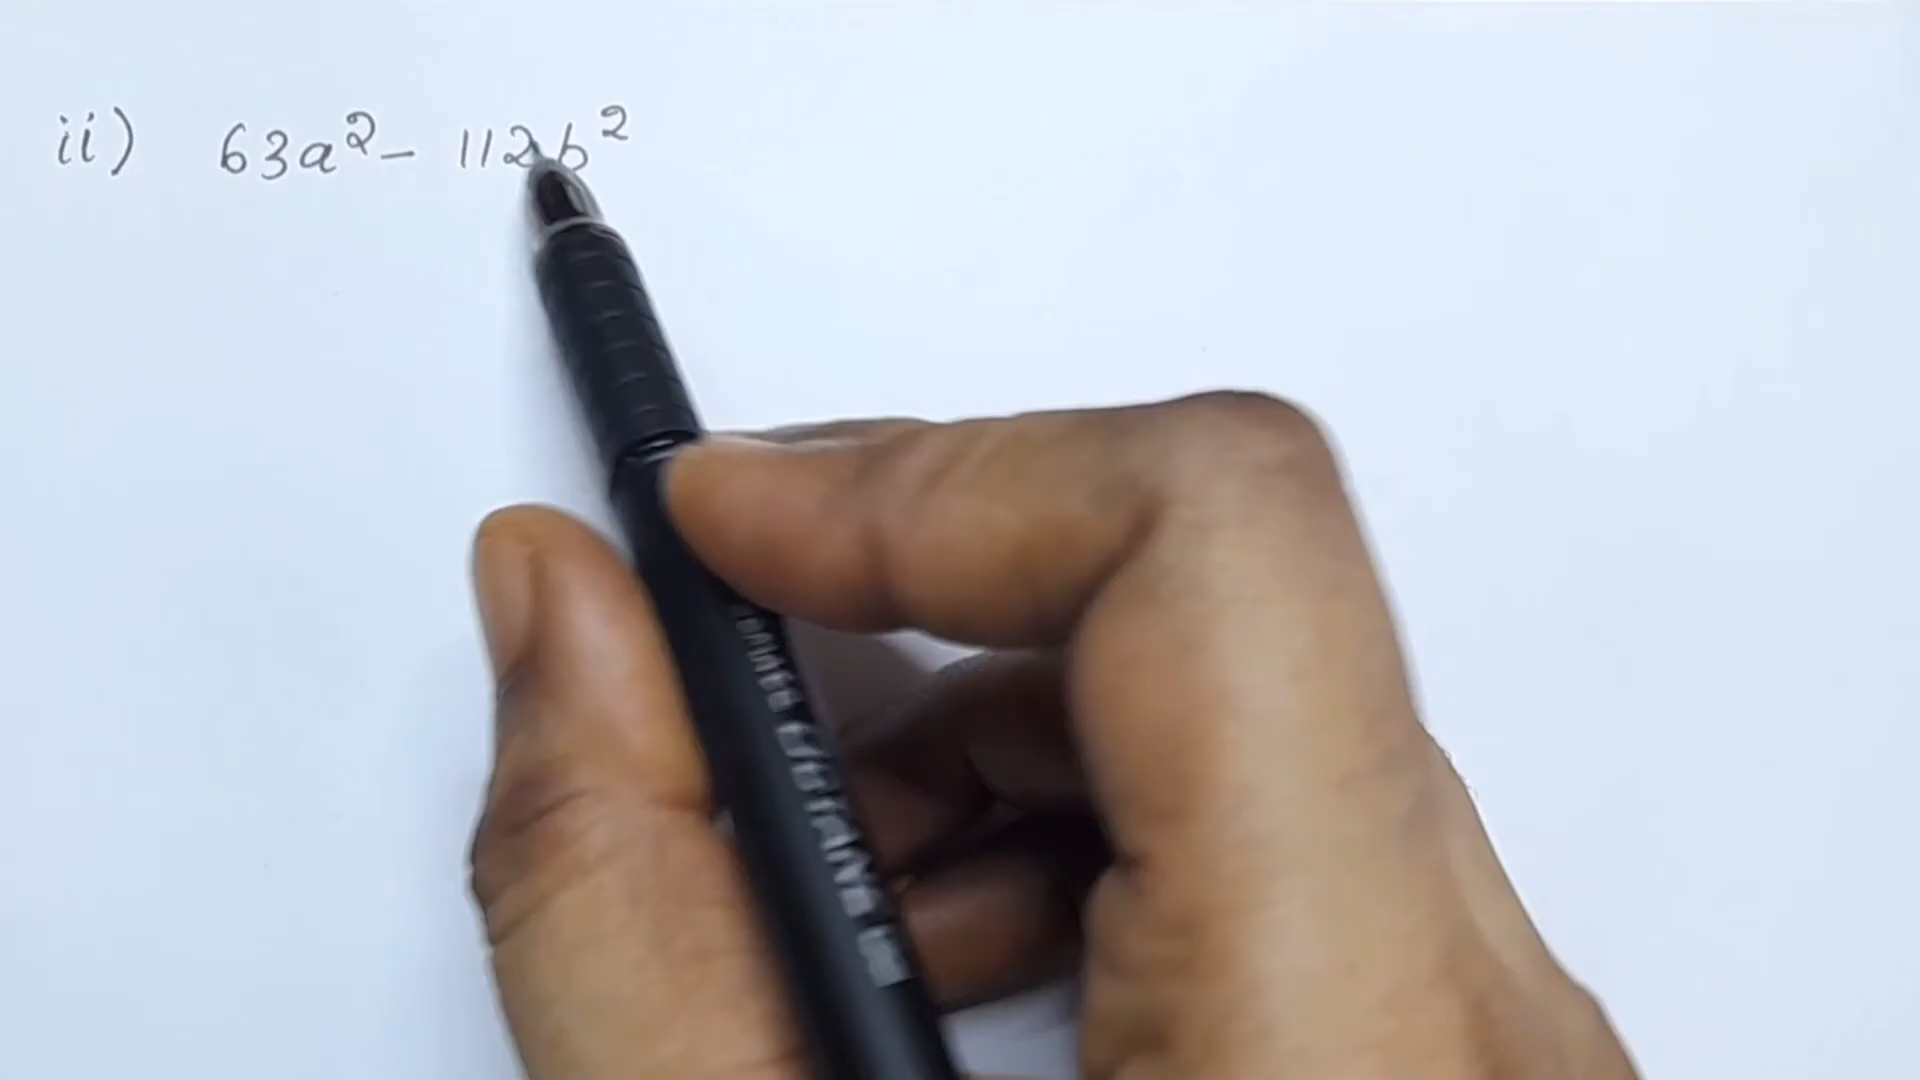 ii) 63a² - 112b²